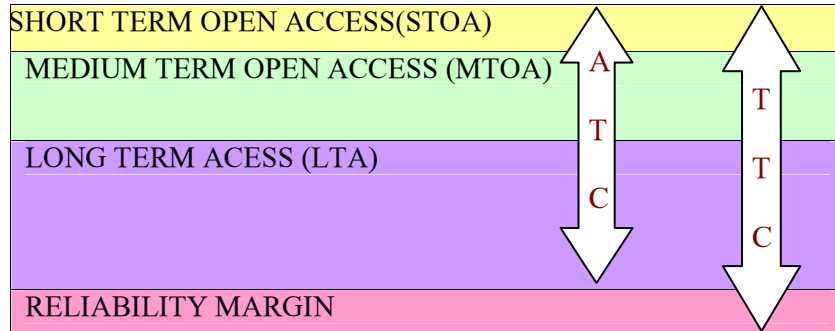 SHORT TERM OPEN ACCESS(STOA)
MEDIUM TERM OPEN ACCESS (MTOA)
LONG TERM ACESS (LTA)
RELIABILITY MARGIN
A
T
C
T
T
C